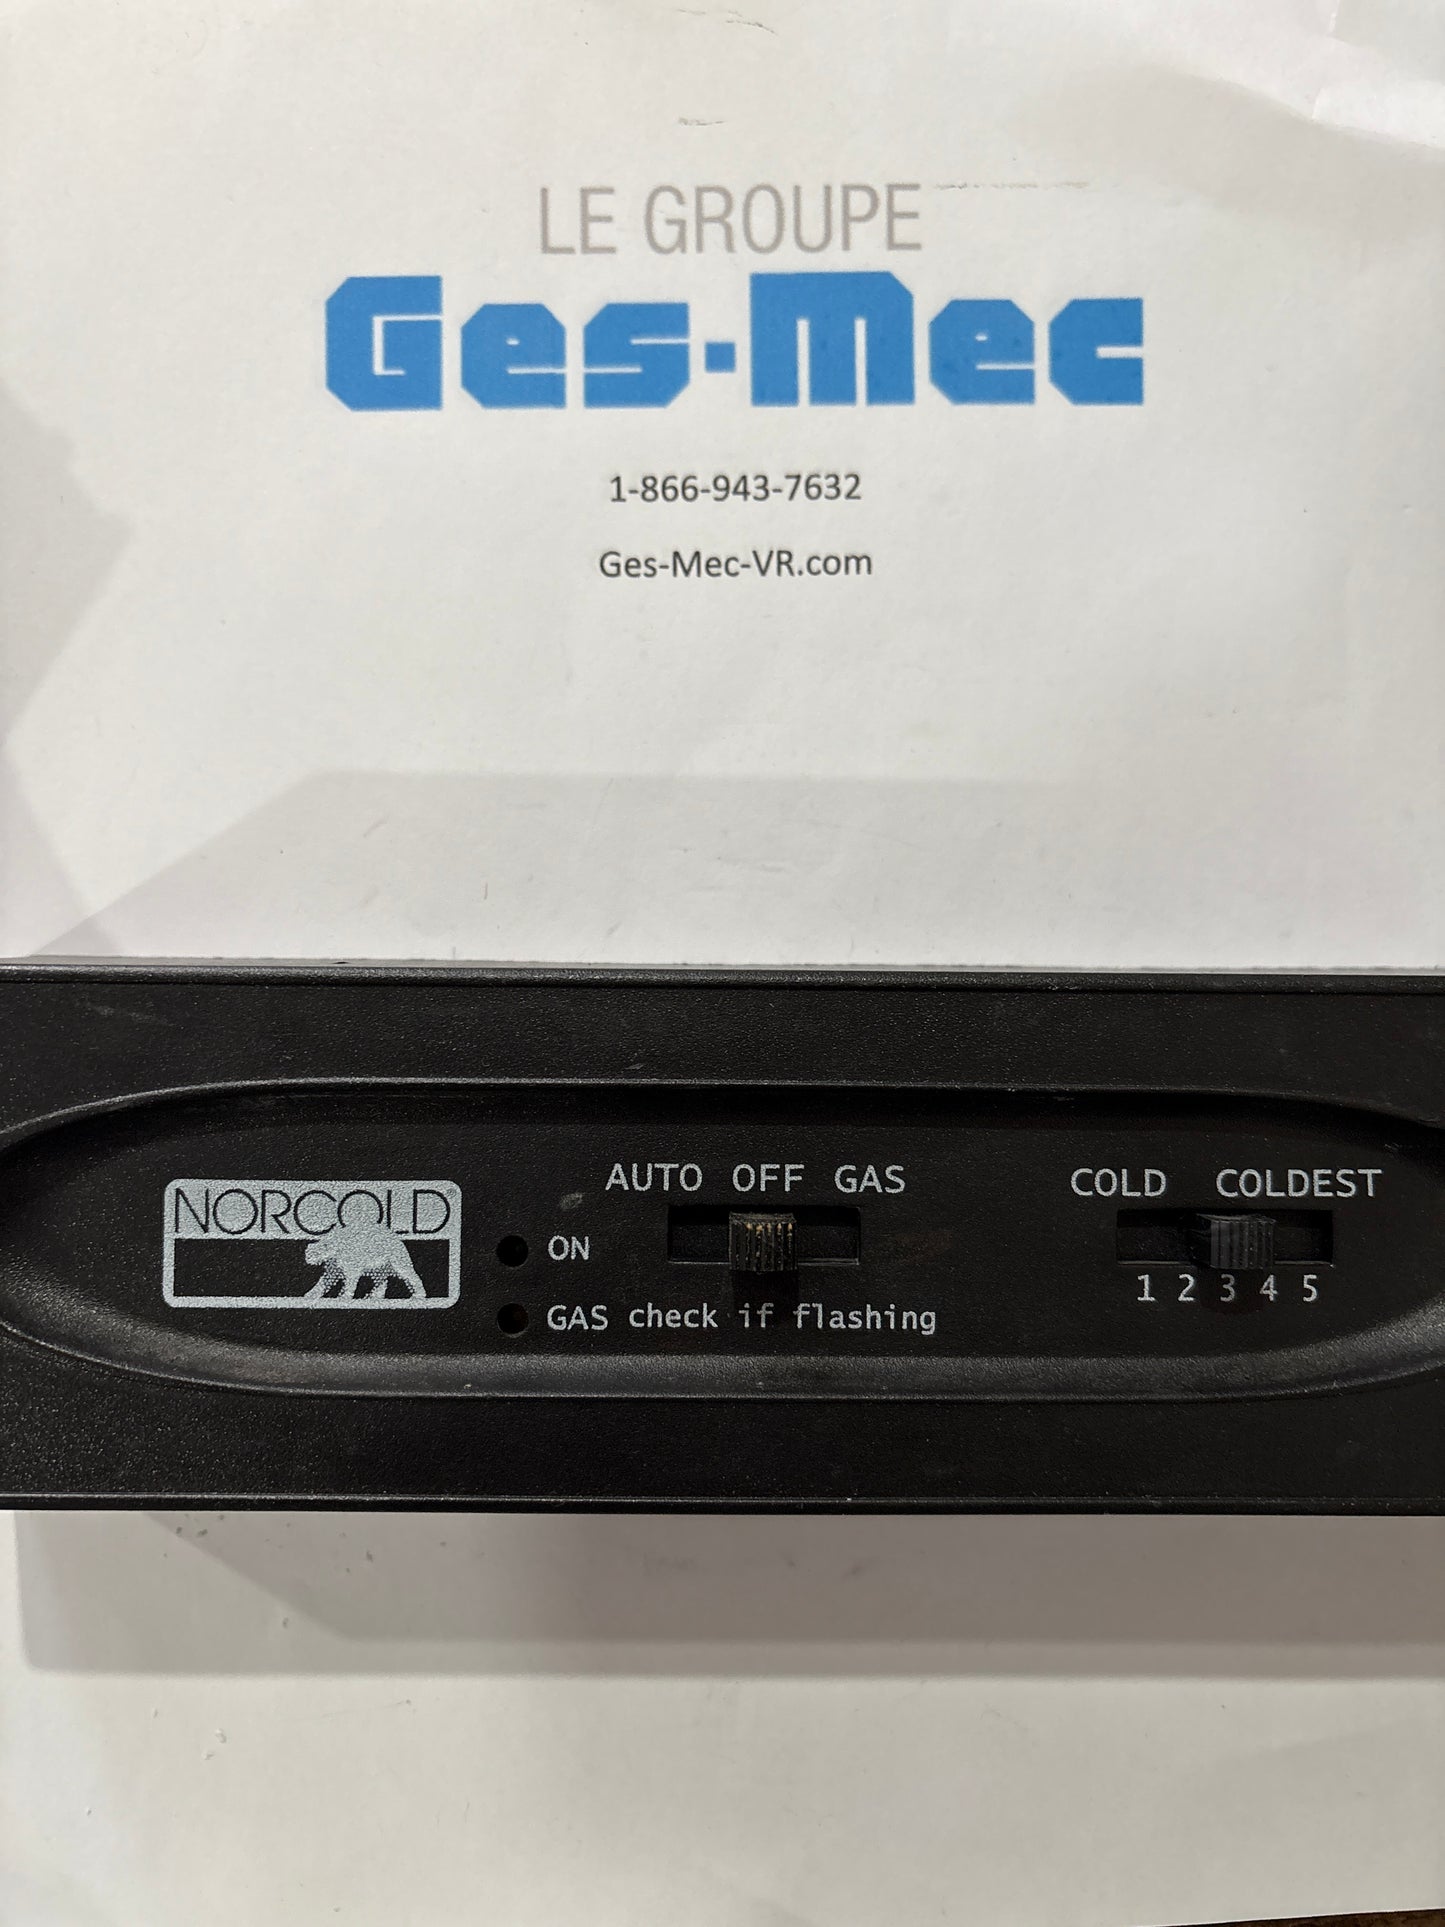 LE GROUPE
Ges-Mec
1-866-943-7632
Ges-Mec-VR.com
AUTO OFF GAS
COLD COLDEST
NORCOLD
ON
1 2 3 4 5
GAS check if flashing